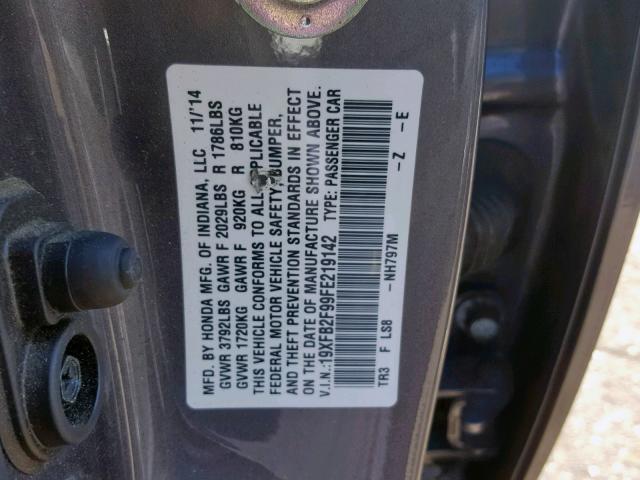 MFD. BY HONDA MFG. OF INDIANA, LLC 11/'14
GVWR 3792LBS GAWR F 2029LBS R 1786LBS
GVWR 1720KG GAWR F 920KG R 810KG
THIS VEHICLE CONFORMS TO ALL APPLICABLE
FEDERAL MOTOR VEHICLE SAFETY, BUMPER,
AND THEFT PREVENTION STANDARDS IN EFFECT
ON THE DATE OF MANUFACTURE SHOWN ABOVE.
V.I.N.:19XFB2F99FE219142 TYPE: PASSENGER CAR
TR3 F LS8 -NH797M -Z -E